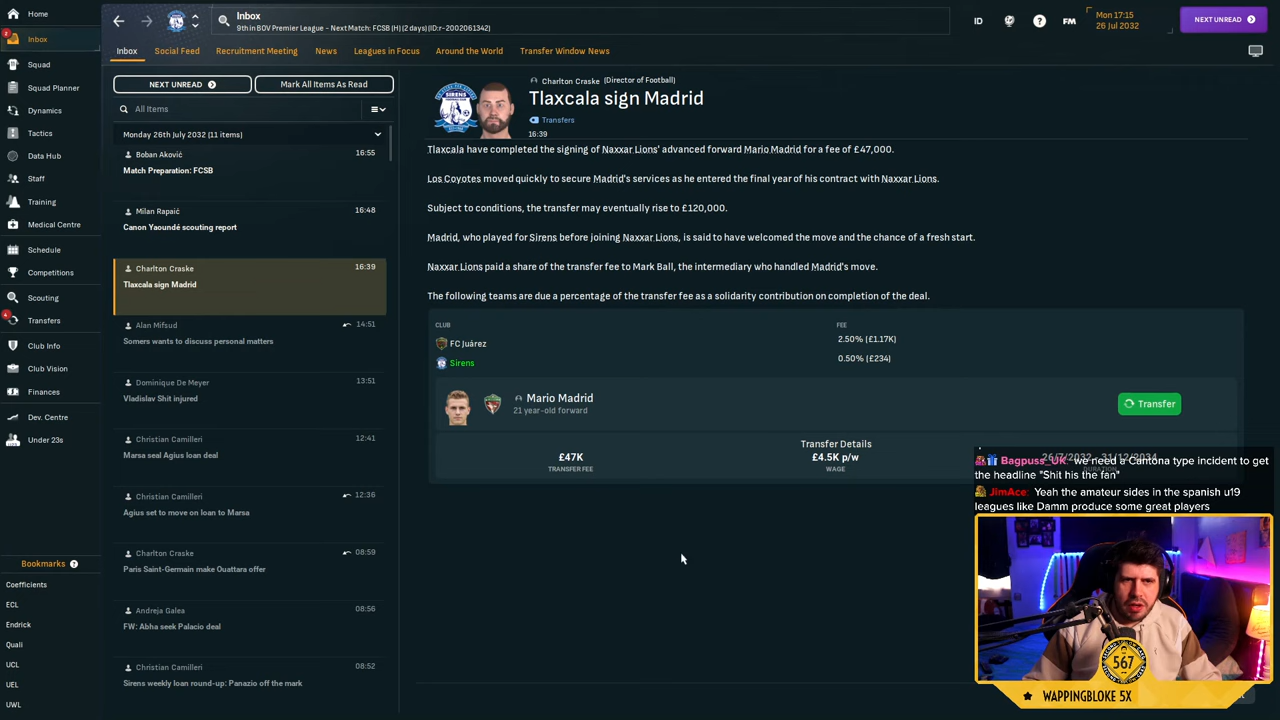 Home
2
Inbox
Squad
Squad Planner
Dynamics
Tactics
Data Hub
Staff
Training
Medical Centre
Schedule
Competitions
Scouting
4
Transfers
Club Info
Club Vision
Finances
Dev. Centre
Under 23s
Bookmarks ?
Coefficients
ECL
Endrick
Quali
UCL
UEL
UWL
Inbox
9th in BOV Premier League - Next Match: FCSB (H) (2 days) (ID:r-2002061342)
ID
?
FM
Mon 17:15
26 Jul 2032
NEXT UNREAD
Inbox
Social Feed
Recruitment Meeting
News
Leagues in Focus
Around the World
Transfer Window News
NEXT UNREAD
Mark All Items As Read
All Items
Monday 26th July 2032 (11 items)
Boban Aković 16:55
Match Preparation: FCSB
Milan Rapaić 16:48
Canon Yaoundé scouting report
Charlton Craske 16:39
Tlaxcala sign Madrid
Alan Mifsud 14:51
Somers wants to discuss personal matters
Dominique De Meyer 13:51
Vladislav Shit injured
Christian Camilleri 12:41
Marsa seal Agius loan deal
Christian Camilleri 12:36
Agius set to move on loan to Marsa
Charlton Craske 08:59
Paris Saint-Germain make Ouattara offer
Andreja Galea 08:56
FW: Abha seek Palacio deal
Christian Camilleri 08:52
Sirens weekly loan round-up: Panazio off the mark
SIRENS
Charlton Craske (Director of Football)
Tlaxcala sign Madrid
Transfers
16:39
Tlaxcala have completed the signing of Naxxar Lions' advanced forward Mario Madrid for a fee of £47,000.
Los Coyotes moved quickly to secure Madrid's services as he entered the final year of his contract with Naxxar Lions.
Subject to conditions, the transfer may eventually rise to £120,000.
Madrid, who played for Sirens before joining Naxxar Lions, is said to have welcomed the move and the chance of a fresh start.
Naxxar Lions paid a share of the transfer fee to Mark Ball, the intermediary who handled Madrid's move.
The following teams are due a percentage of the transfer fee as a solidarity contribution on completion of the deal.
CLUB FEE
FC Juárez 2.50% (£1.17K)
Sirens 0.50% (£234)
Mario Madrid
21 year-old forward
Transfer
Transfer Details
£47K
TRANSFER FEE
£4.5K p/w
WAGE
26/7/2032 - 31/12/2034
DURATION
Bagpuss_UK: we need a Cantona type incident to get
the headline "Shit his the fan"
JimAce: Yeah the amateur sides in the spanish u19
leagues like Damm produce some great players
567
WAPPINGBLOKE 5X